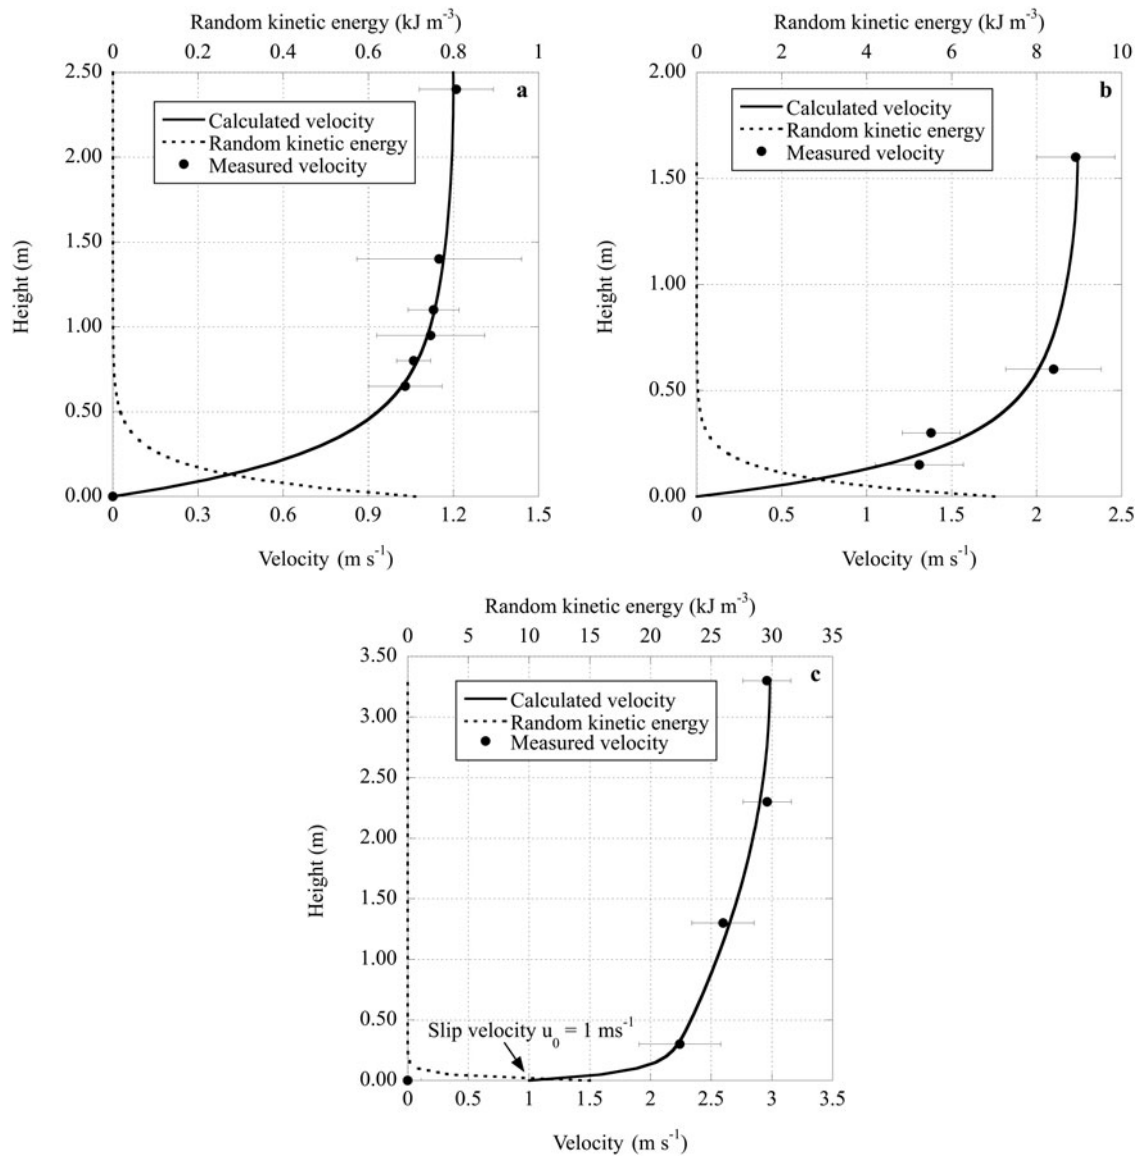 Random kinetic energy (kJ m-3)
0 0.2 0.4 0.6 0.8 1
2.50
a
Calculated velocity
Random kinetic energy
Measured velocity
2.00
1.50
1.00
0.50
0.00
Height (m)
0 0.3 0.6 0.9 1.2 1.5
Velocity (m s-1)
Random kinetic energy (kJ m-3)
0 2 4 6 8 10
2.00
b
Calculated velocity
Random kinetic energy
Measured velocity
1.50
1.00
0.50
0.00
Height (m)
0 0.5 1 1.5 2 2.5
Velocity (m s-1)
Random kinetic energy (kJ m-3)
0 5 10 15 20 25 30 35
3.50
c
Calculated velocity
Random kinetic energy
Measured velocity
3.00
2.50
2.00
1.50
1.00
0.50
0.00
Height (m)
Slip velocity u0 = 1 ms-1
0 0.5 1 1.5 2 2.5 3 3.5
Velocity (m s-1)